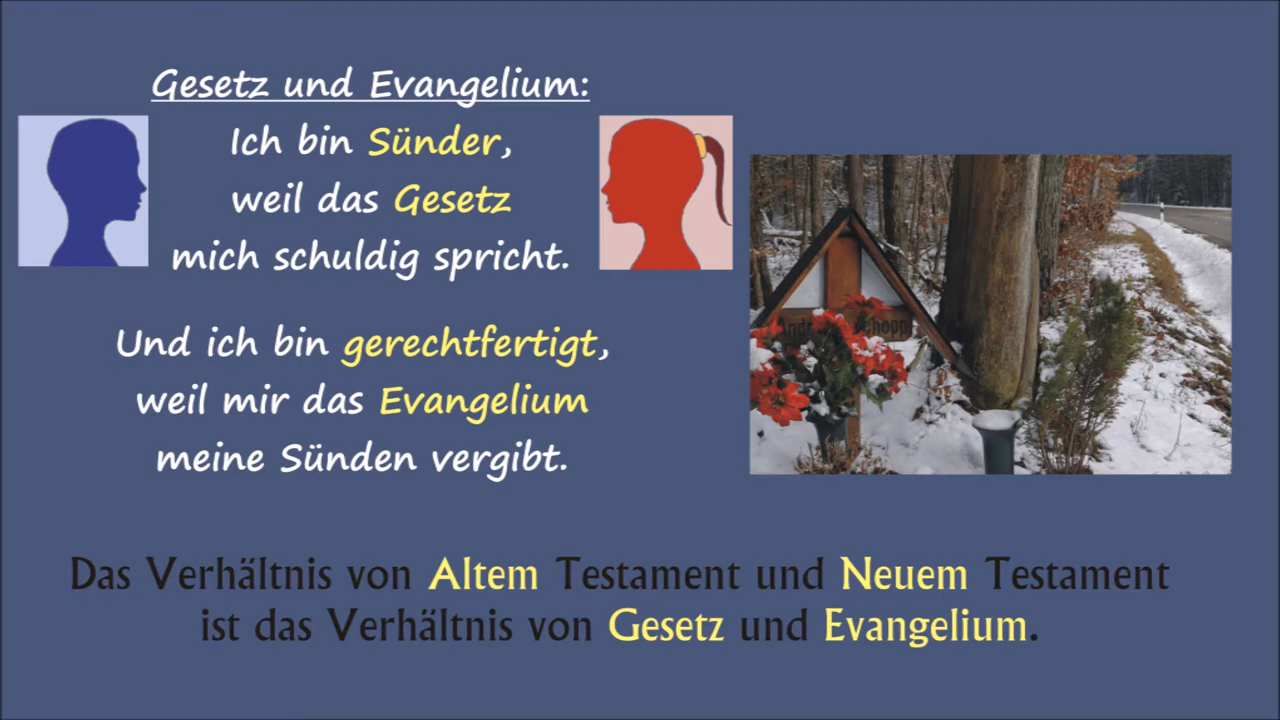 Gesetz und Evangelium:
Ich bin Sünder,
weil das Gesetz
mich schuldig spricht.
Und ich bin gerechtfertigt,
weil mir das Evangelium
meine Sünden vergibt.
Das Verhältnis von Altem Testament und Neuem Testament
ist das Verhältnis von Gesetz und Evangelium.